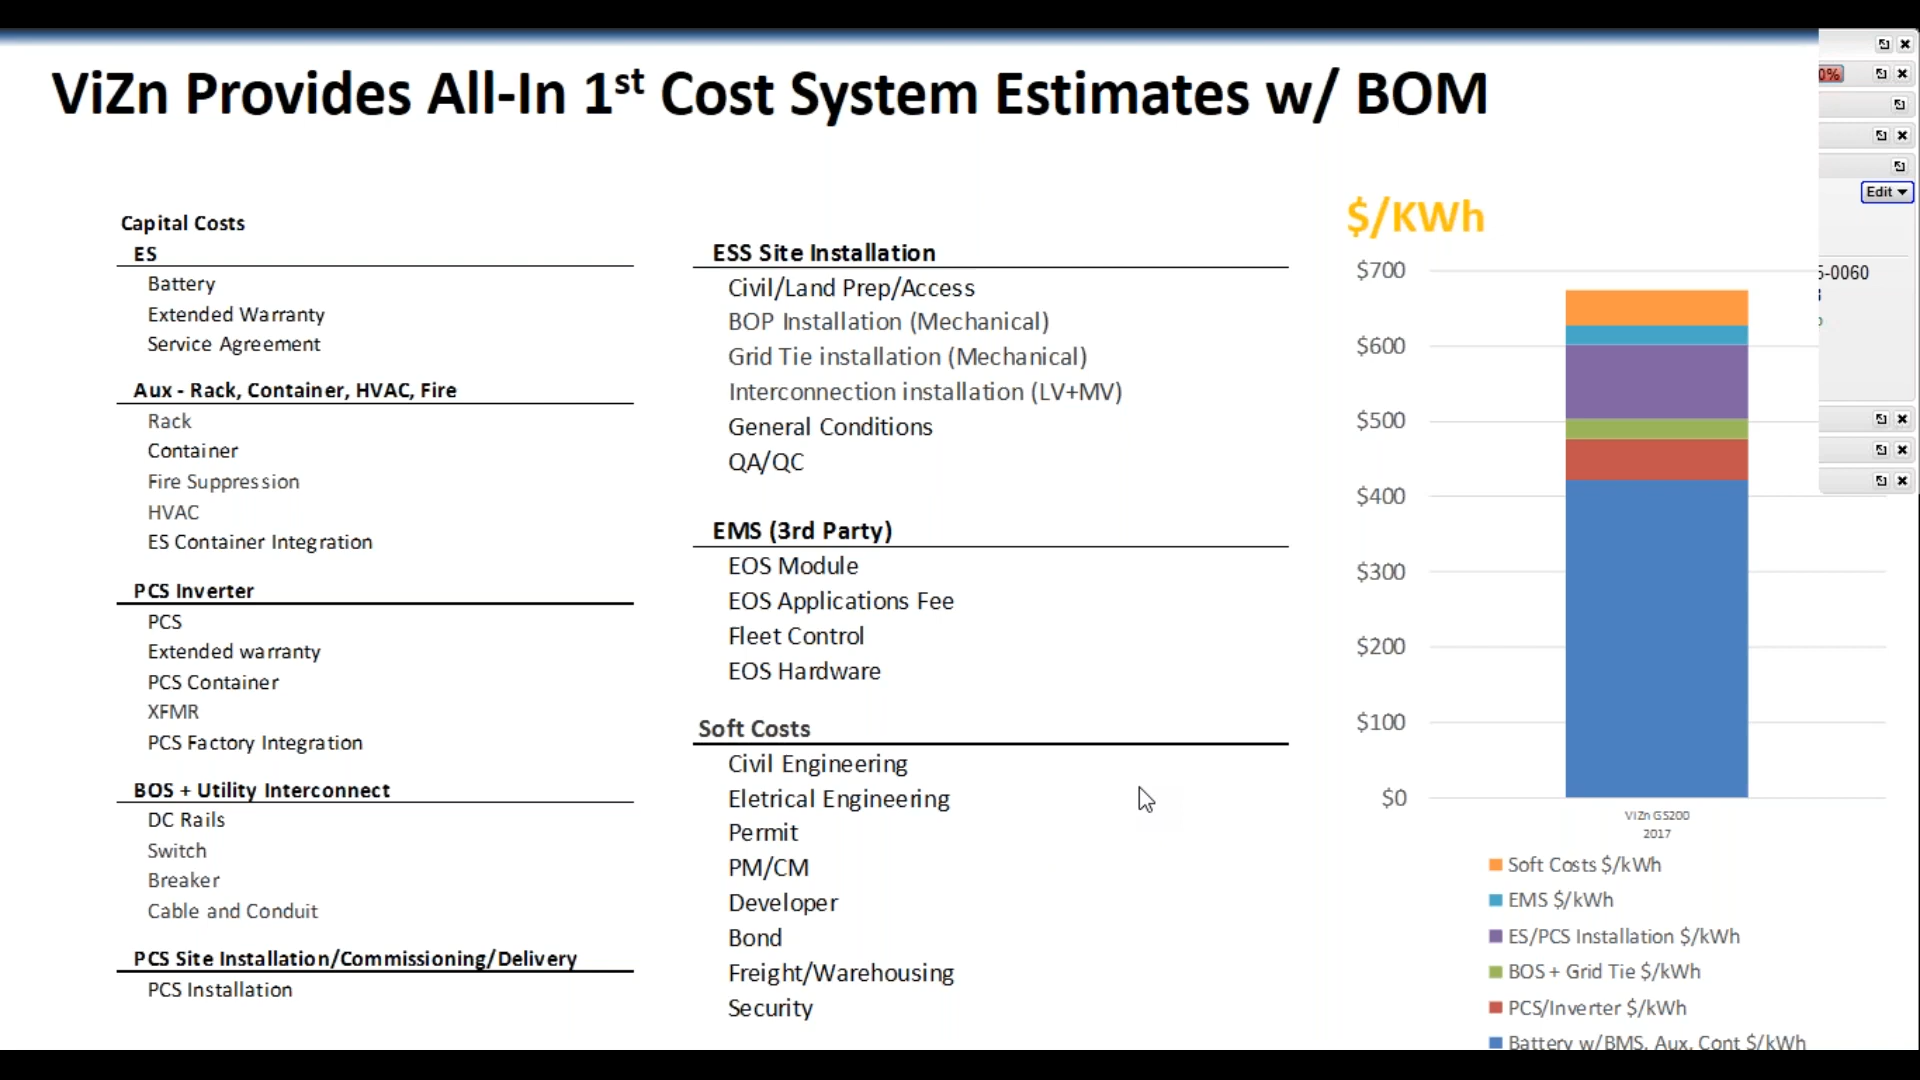 ViZn Provides All-In 1st Cost System Estimates w/ BOM
Capital Costs
ES
Battery
Extended Warranty
Service Agreement
Aux - Rack, Container, HVAC, Fire
Rack
Container
Fire Suppression
HVAC
ES Container Integration
PCS Inverter
PCS
Extended warranty
PCS Container
XFMR
PCS Factory Integration
BOS + Utility Interconnect
DC Rails
Switch
Breaker
Cable and Conduit
PCS Site Installation/Commissioning/Delivery
PCS Installation
ESS Site Installation
Civil/Land Prep/Access
BOP Installation (Mechanical)
Grid Tie installation (Mechanical)
Interconnection installation (LV+MV)
General Conditions
QA/QC
EMS (3rd Party)
EOS Module
EOS Applications Fee
Fleet Control
EOS Hardware
Soft Costs
Civil Engineering
Eletrical Engineering
Permit
PM/CM
Developer
Bond
Freight/Warehousing
Security
$/KWh
$700
$600
$500
$400
$300
$200
$100
$0
ViZn GS200
2017
Soft Costs $/kWh
EMS $/kWh
ES/PCS Installation $/kWh
BOS + Grid Tie $/kWh
PCS/Inverter $/kWh
Battery w/BMS, Aux, Cont $/kWh
0%
Edit
-0060